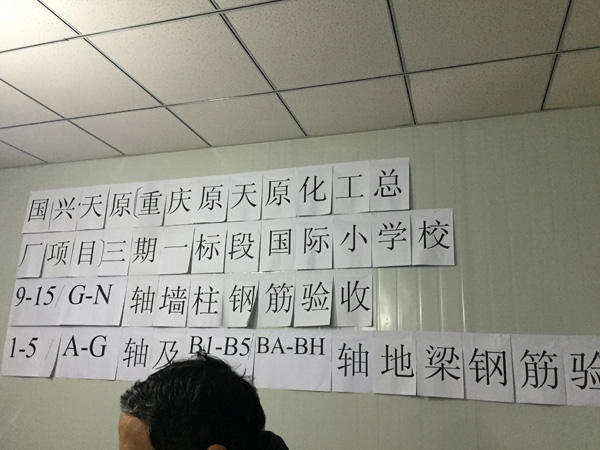 国兴·天原(重庆原天原化工总
厂项目)三期一标段国际小学校
9-15/G-N 轴墙柱钢筋验收
1-5/A-G 轴及B1-B5 BA-BH 轴地梁钢筋验